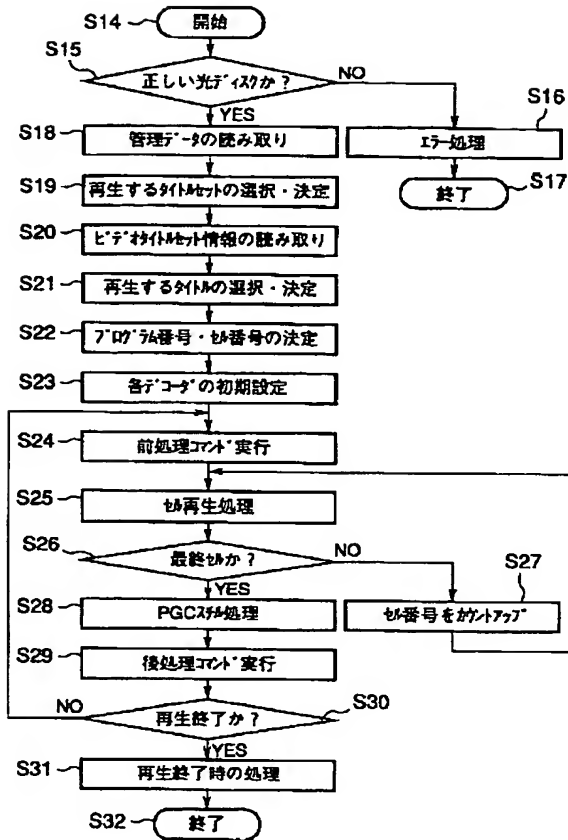 S14
開始
S15
正しい光ディスクか?
NO
YES
S16
エラー処理
S17
終了
S18
管理データの読み取り
S19
再生するタイトルセットの選択・決定
S20
ビデオタイトルセット情報の読み取り
S21
再生するタイトルの選択・決定
S22
プログラム番号・セル番号の決定
S23
各デコーダの初期設定
S24
前処理コマンド実行
S25
セル再生処理
S26
最終セルか?
NO
YES
S27
セル番号をカウントアップ
S28
PGCスチル処理
S29
後処理コマンド実行
NO
再生終了か?
S30
YES
S31
再生終了時の処理
S32
終了